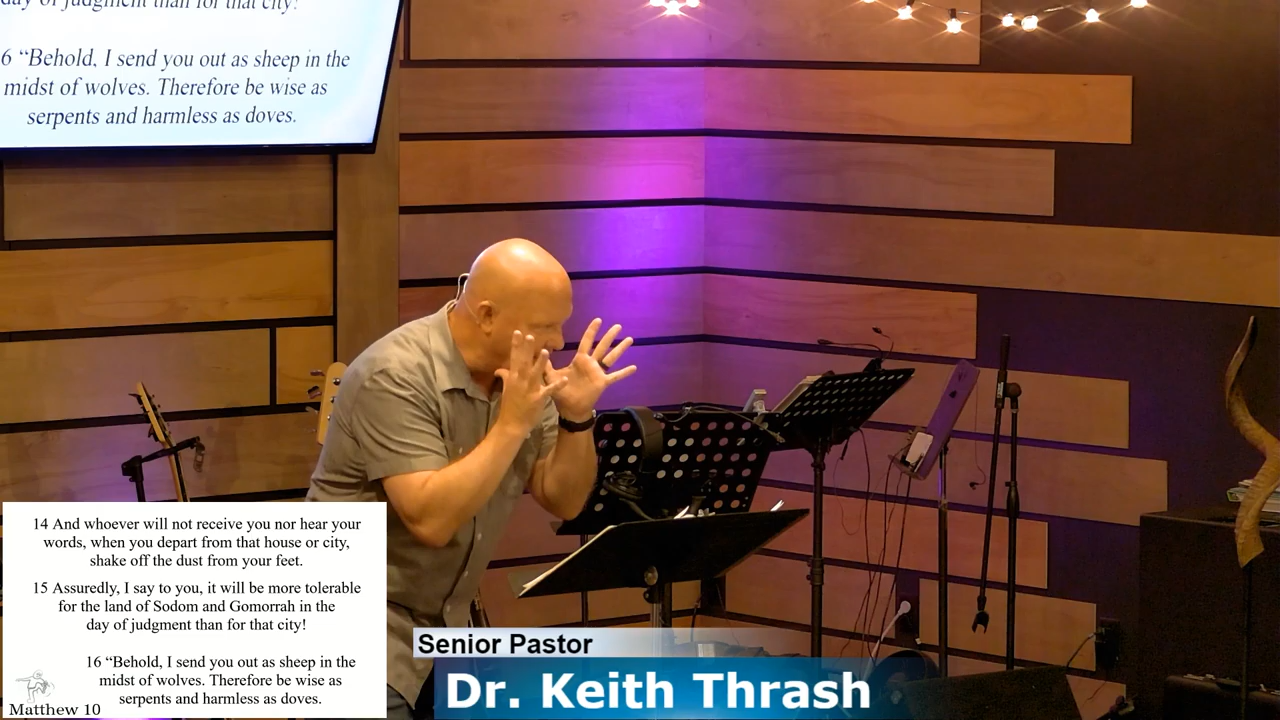 day of judgment than for that city!
6 “Behold, I send you out as sheep in the
midst of wolves. Therefore be wise as
serpents and harmless as doves.
14 And whoever will not receive you nor hear your
words, when you depart from that house or city,
shake off the dust from your feet.
15 Assuredly, I say to you, it will be more tolerable
for the land of Sodom and Gomorrah in the
day of judgment than for that city!
16 “Behold, I send you out as sheep in the
midst of wolves. Therefore be wise as
serpents and harmless as doves.
Matthew 10
Senior Pastor
Dr. Keith Thrash